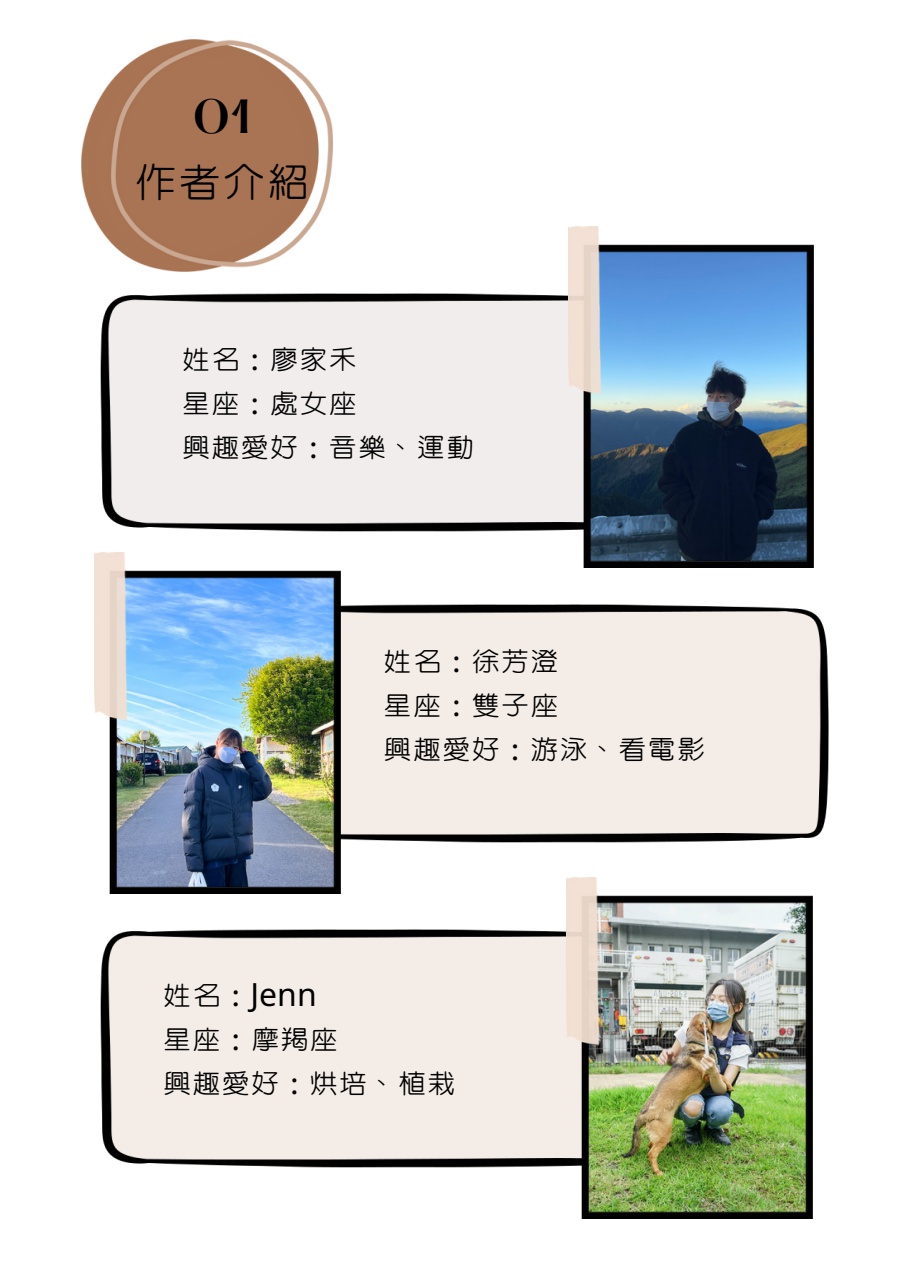 01
作者介紹
姓名：廖家禾
星座：處女座
興趣愛好：音樂、運動
姓名：徐芳澄
星座：雙子座
興趣愛好：游泳、看電影
姓名：Jenn
星座：摩羯座
興趣愛好：烘培、植栽